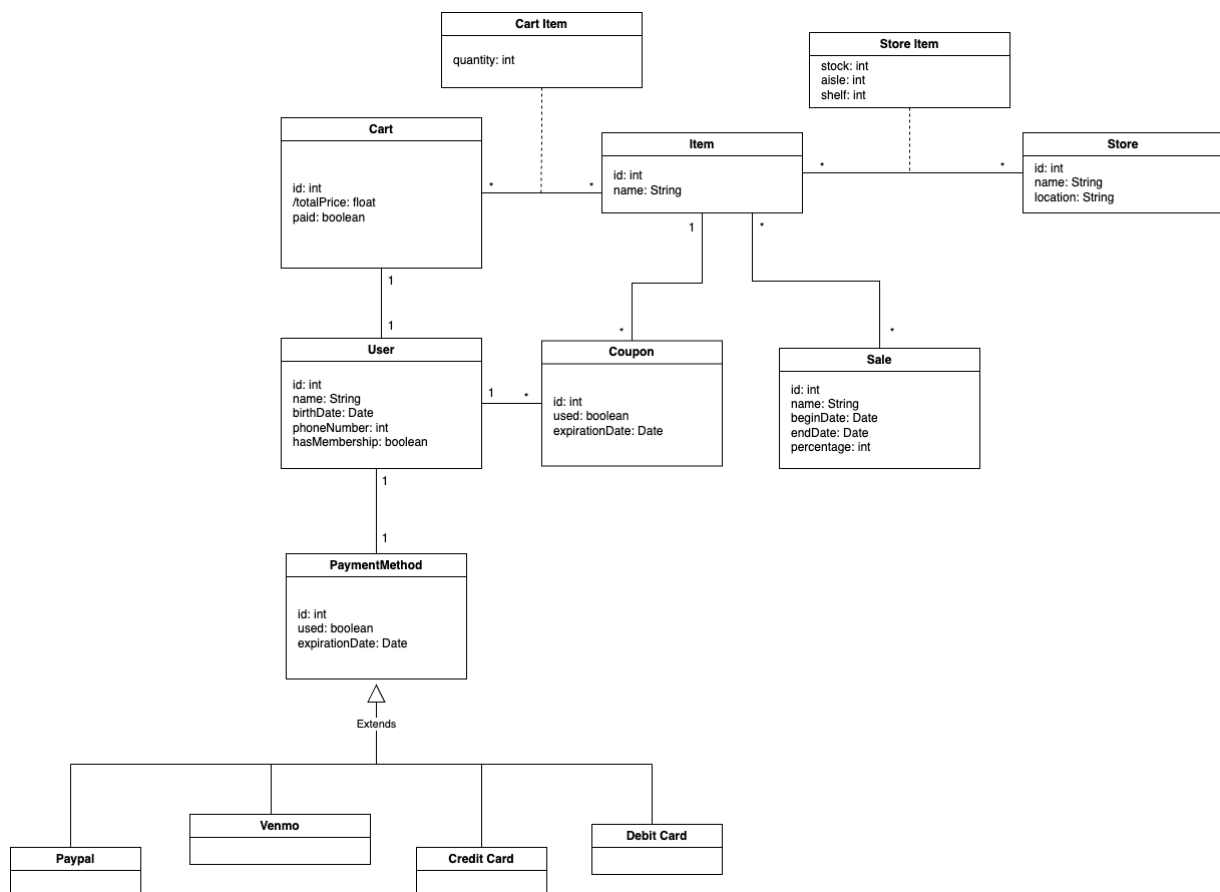 Cart Item
quantity: int
Store Item
stock: int
aisle: int
shelf: int
Cart
id: int
/totalPrice: float
paid: boolean
*
*
Item
id: int
name: String
*
*
Store
id: int
name: String
location: String
1
1
1
*
*
*
User
id: int
name: String
birthDate: Date
phoneNumber: int
hasMembership: boolean
1
*
Coupon
id: int
used: boolean
expirationDate: Date
Sale
id: int
name: String
beginDate: Date
endDate: Date
percentage: int
1
1
PaymentMethod
id: int
used: boolean
expirationDate: Date
Extends
Paypal
Venmo
Credit Card
Debit Card